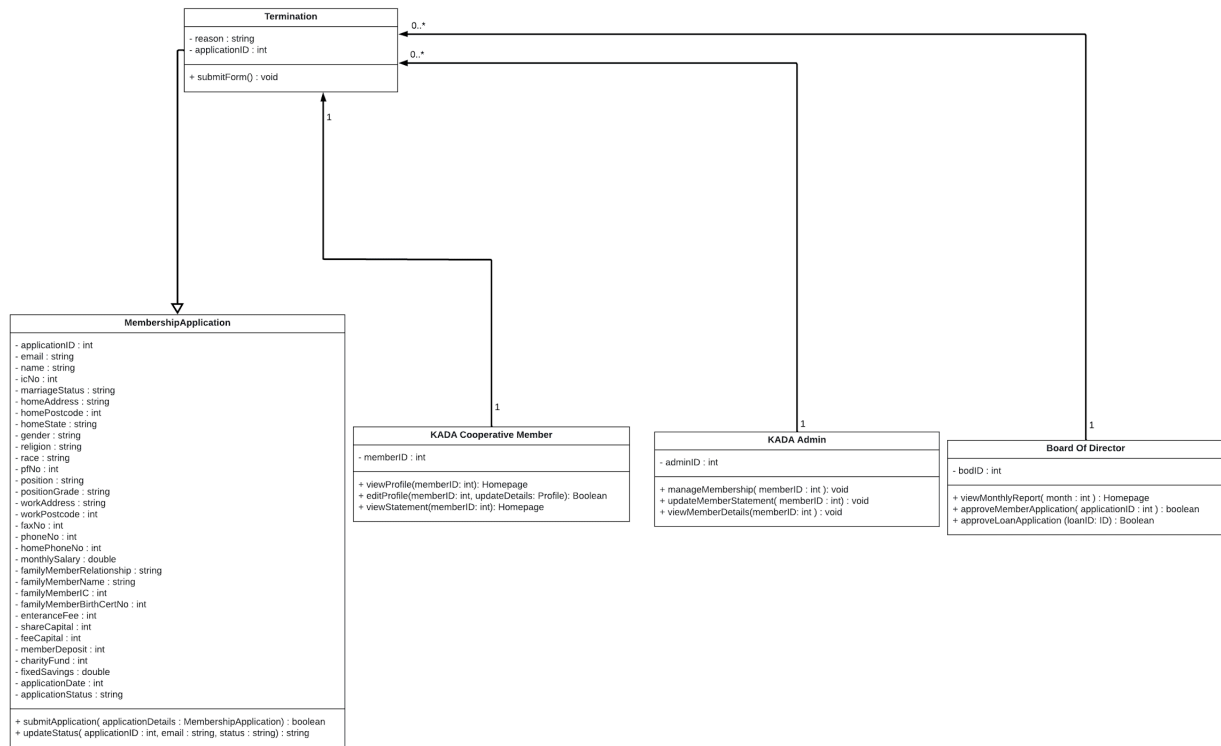 Termination
- reason : string
- applicationID : int
+ submitForm() : void
0..*
0..*
1
MembershipApplication
- applicationID : int
- email : string
- name : string
- icNo : int
- marriageStatus : string
- homeAddress : string
- homePostcode : int
- homeState : string
- gender : string
- religion : string
- race : string
- pfNo : int
- position : string
- positionGrade : string
- workAddress : string
- workPostcode : int
- faxNo : int
- phoneNo : int
- homePhoneNo : int
- monthlySalary : double
- familyMemberRelationship : string
- familyMemberName : string
- familyMemberIC : int
- familyMemberBirthCertNo : int
- enteranceFee : int
- shareCapital : int
- feeCapital : int
- memberDeposit : int
- charityFund : int
- fixedSavings : double
- applicationDate : int
- applicationStatus : string
+ submitApplication( applicationDetails : MembershipApplication) : boolean
+ updateStatus( applicationID : int, email : string, status : string) : string
1
KADA Cooperative Member
- memberID : int
+ viewProfile(memberID: int): Homepage
+ editProfile(memberID: int, updateDetails: Profile): Boolean
+ viewStatement(memberID: int): Homepage
1
KADA Admin
- adminID : int
+ manageMembership( memberID : int ): void
+ updateMemberStatement( memberID: int) : void
+ viewMemberDetails(memberID: int ) : void
1
Board Of Director
- bodID : int
+ viewMonthlyReport ( month : int ) : Homepage
+ approveMemberApplication( applicationID : int ) : boolean
+ approveLoanApplication (loanID: ID) : Boolean